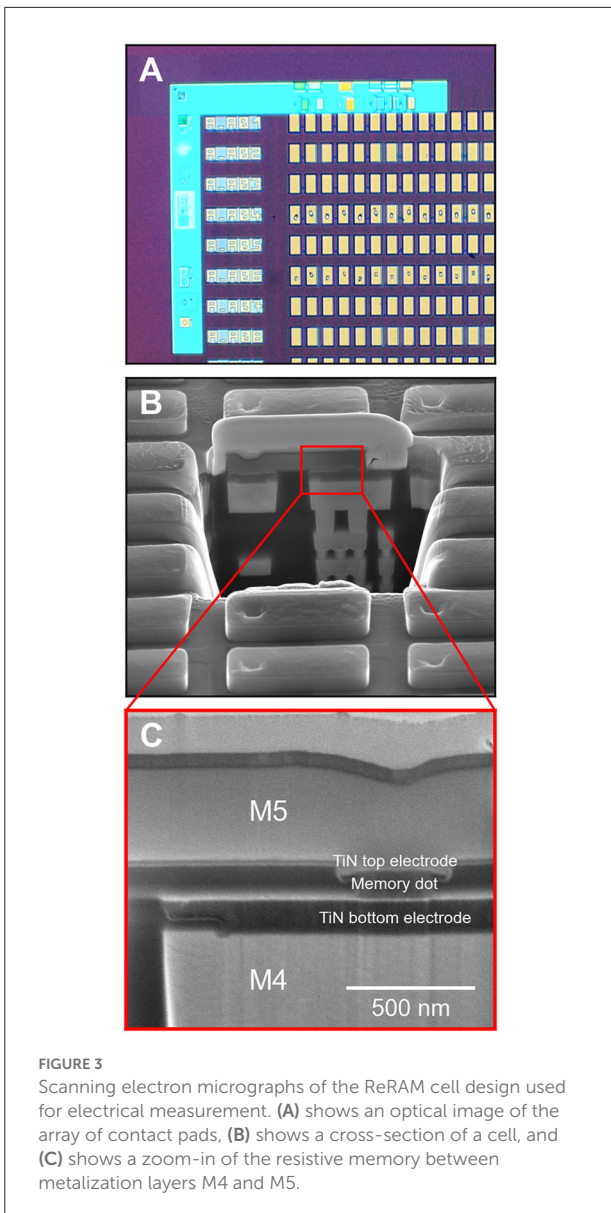 A
B
C
M5
TiN top electrode
Memory dot
TiN bottom electrode
M4
500 nm
FIGURE 3
Scanning electron micrographs of the ReRAM cell design used
for electrical measurement. (A) shows an optical image of the
array of contact pads, (B) shows a cross-section of a cell, and
(C) shows a zoom-in of the resistive memory between
metalization layers M4 and M5.